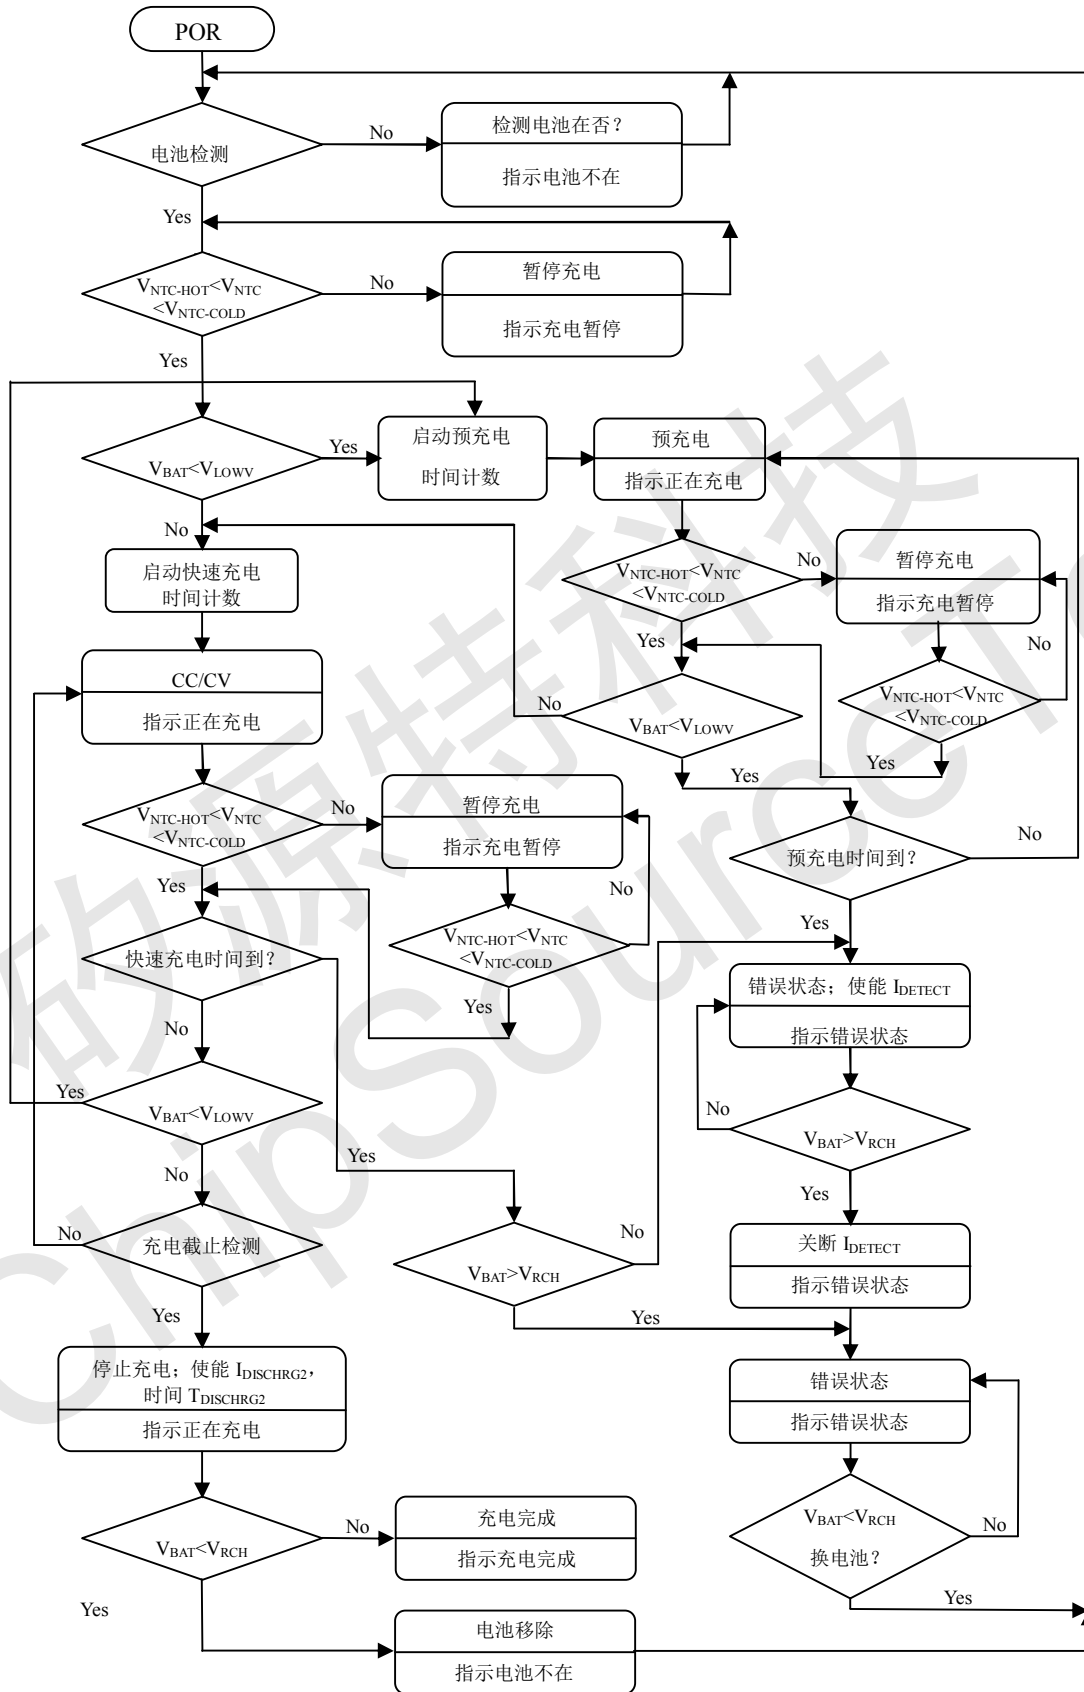 POR
电池检测
No
检测电池在否？
指示电池不在
Yes
VNTC-HOT<VNTC
<VNTC-COLD
No
暂停充电
指示充电暂停
Yes
VBAT<VLOWV
Yes
启动预充电
时间计数
预充电
指示正在充电
No
启动快速充电
时间计数
VNTC-HOT<VNTC
<VNTC-COLD
No
暂停充电
指示充电暂停
Yes
No
CC/CV
指示正在充电
No
VBAT<VLOWV
VNTC-HOT<VNTC
<VNTC-COLD
Yes
Yes
VNTC-HOT<VNTC
<VNTC-COLD
No
暂停充电
指示充电暂停
预充电时间到？
No
Yes
No
VNTC-HOT<VNTC
<VNTC-COLD
Yes
快速充电时间到？
Yes
错误状态；使能 IDETECT
指示错误状态
No
Yes
VBAT<VLOWV
No
VBAT>VRCH
No
Yes
Yes
充电截止检测
No
VBAT>VRCH
No
关断 IDETECT
指示错误状态
Yes
Yes
停止充电；使能 IDISCHRG2，
时间 TDISCHRG2
指示正在充电
错误状态
指示错误状态
VBAT<VRCH
No
充电完成
指示充电完成
VBAT<VRCH
换电池？
No
Yes
Yes
电池移除
指示电池不在
矽源特科技
ChipSourceT